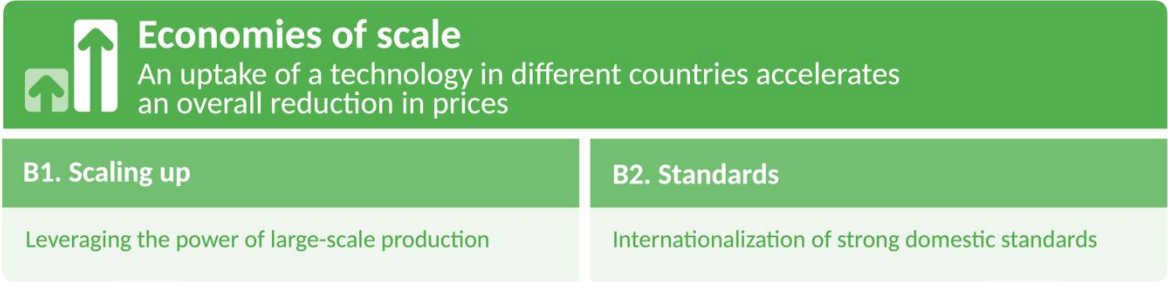 Economies of scale
An uptake of a technology in different countries accelerates
an overall reduction in prices
B1. Scaling up
Leveraging the power of large-scale production
B2. Standards
Internationalization of strong domestic standards